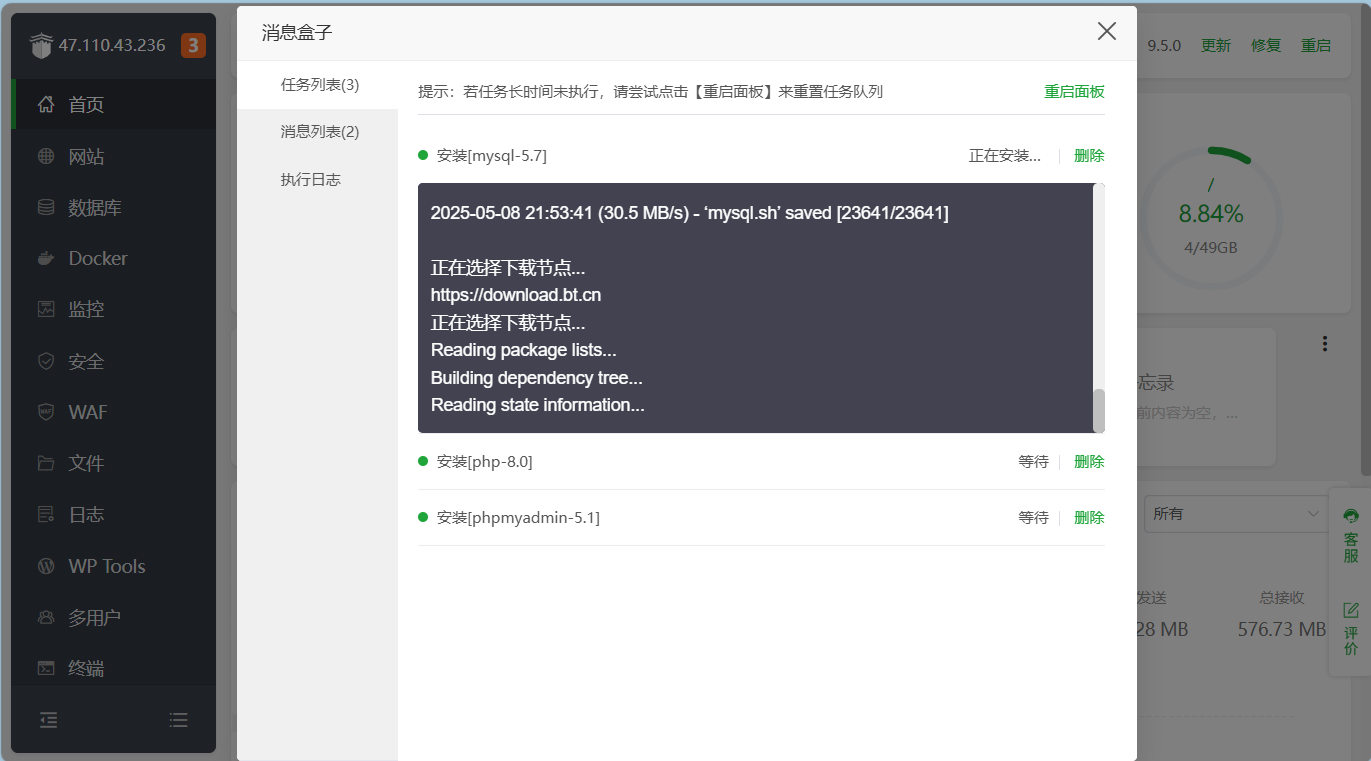 47.110.43.236
3
首页
网站
数据库
Docker
监控
安全
WAF
文件
日志
WP Tools
多用户
终端
消息盒子
任务列表(3)
消息列表(2)
执行日志
提示：若任务长时间未执行，请尝试点击【重启面板】来重置任务队列
重启面板
安装[mysql-5.7]
正在安装...
删除
2025-05-08 21:53:41 (30.5 MB/s) - ‘mysql.sh’ saved [23641/23641]
正在选择下载节点...
https://download.bt.cn
正在选择下载节点...
Reading package lists...
Building dependency tree...
Reading state information...
安装[php-8.0]
等待
删除
安装[phpmyadmin-5.1]
等待
删除
9.5.0
更新
修复
重启
/
8.84%
4/49GB
忘录
前内容为空，...
所有
客服
评价
发送
总接收
28 MB
576.73 MB